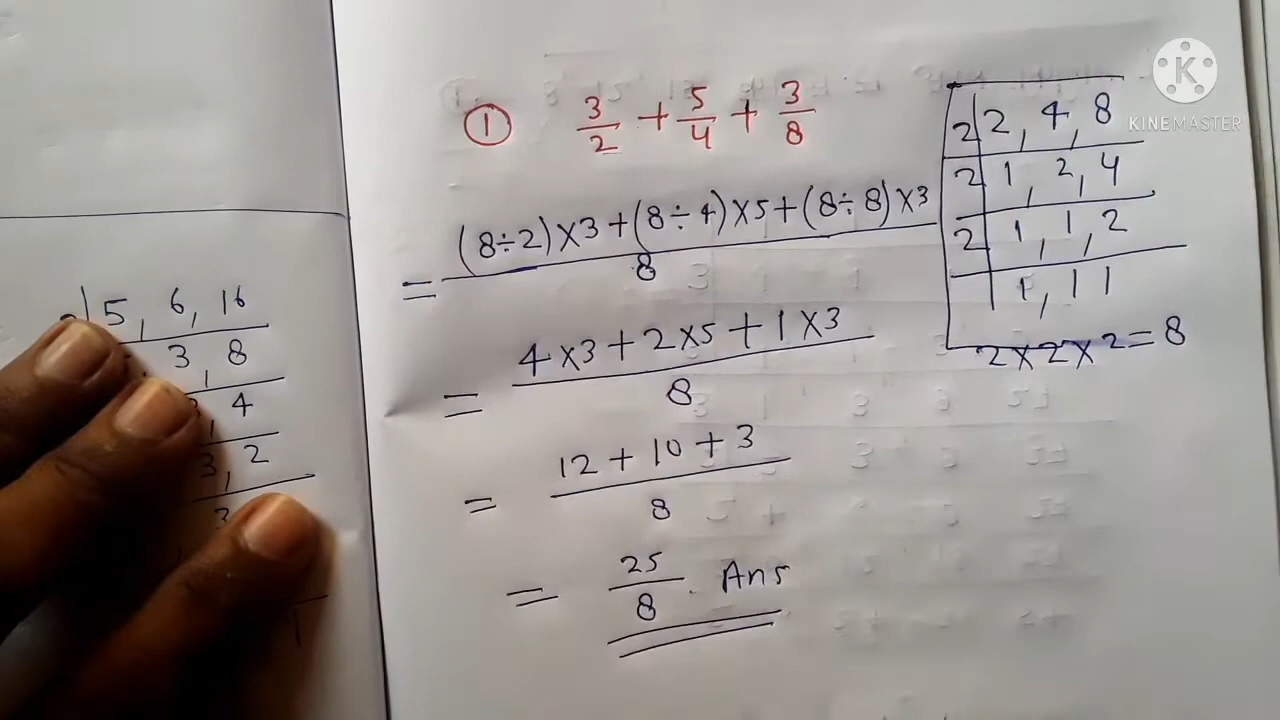 ① 3/2 + 5/4 + 3/8
= (8÷2)×3+(8÷4)×5+(8÷8)×3 / 8
= 4×3+2×5+1×3 / 8
= 12+10+3 / 8
= 25/8. Ans
2 | 2, 4, 8
2 | 1, 2, 4
2 | 1, 1, 2
1, 1 1
2×2×2=8
5, 6, 16
3, 8
4
3, 2
3
K
KINEMASTER